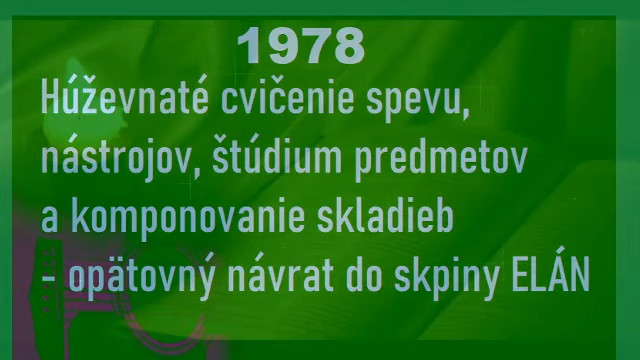 1978
Húževnaté cvičenie spevu,
nástrojov, štúdium predmetov
a komponovanie skladieb
- opätovný návrat do skpiny ELÁN